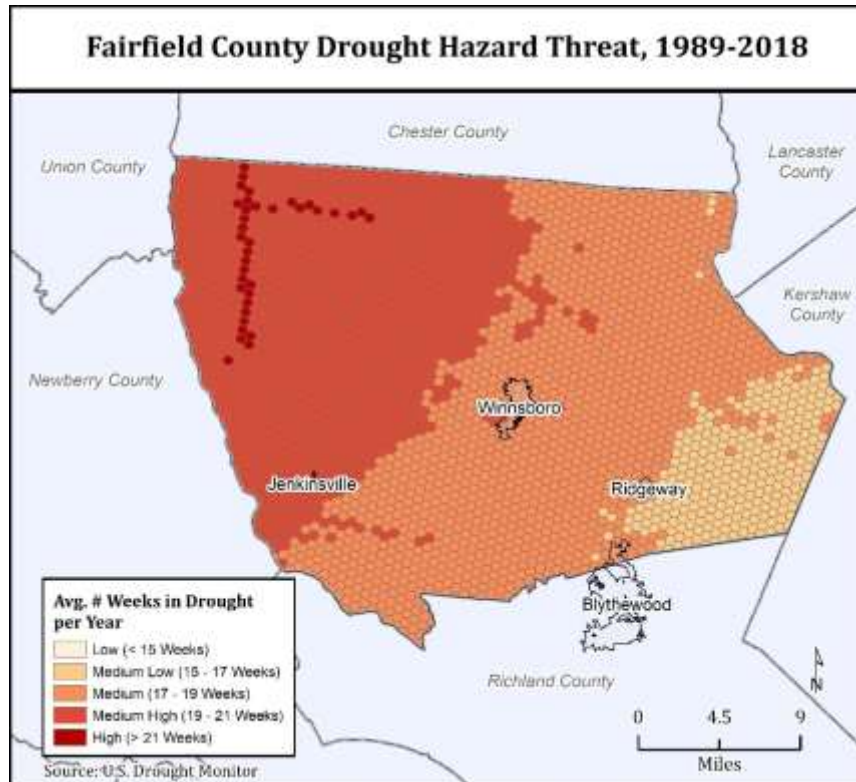 Fairfield County Drought Hazard Threat, 1989-2018
Chester County
Union County
Lancaster
County
Kershaw
County
Newberry County
Winnsboro
Jenkinsville
Ridgeway
Blythewood
Richland County
Avg. # Weeks in Drought
per Year
Low (< 15 Weeks)
Medium Low (15 - 17 Weeks)
Medium (17 - 19 Weeks)
Medium High (19 - 21 Weeks)
High (> 21 Weeks)
Source: U.S. Drought Monitor
N
0 4.5 9
Miles